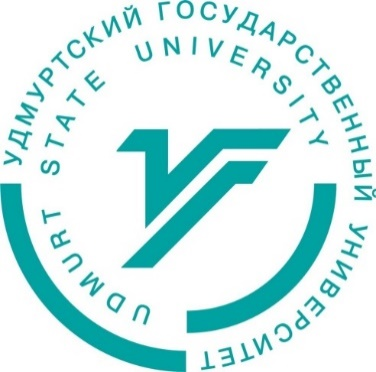 УДМУРТСКИЙ ГОСУДАРСТВЕННЫЙ УНИВЕРСИТЕТ
UDMURT STATE UNIVERSITY